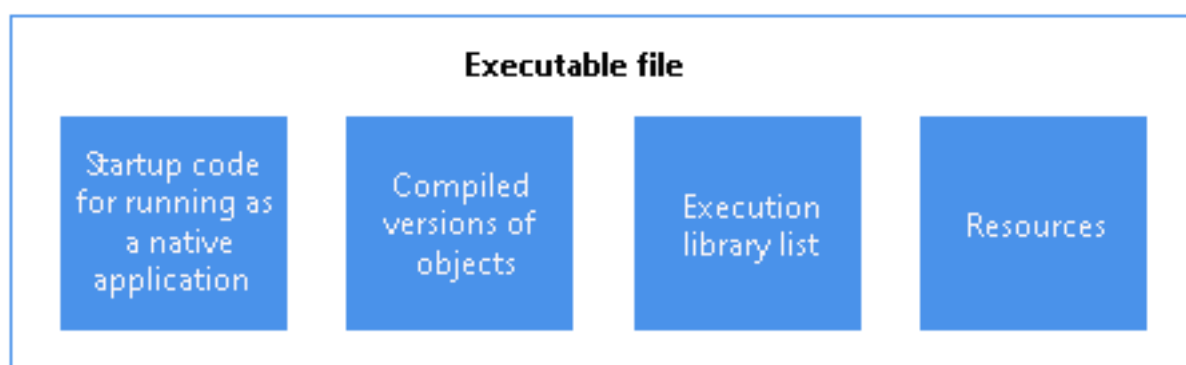 Executable file
Startup code
for running as
a native
application
Compiled
versions of
objects
Execution
library list
Resources